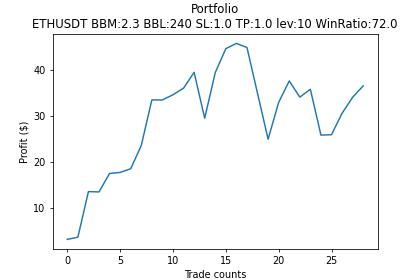 Portfolio
ETHUSDT BBM:2.3 BBL:240 SL:1.0 TP:1.0 lev:10 WinRatio:72.0
40
30
20
10
Profit ($)
0 5 10 15 20 25
Trade counts